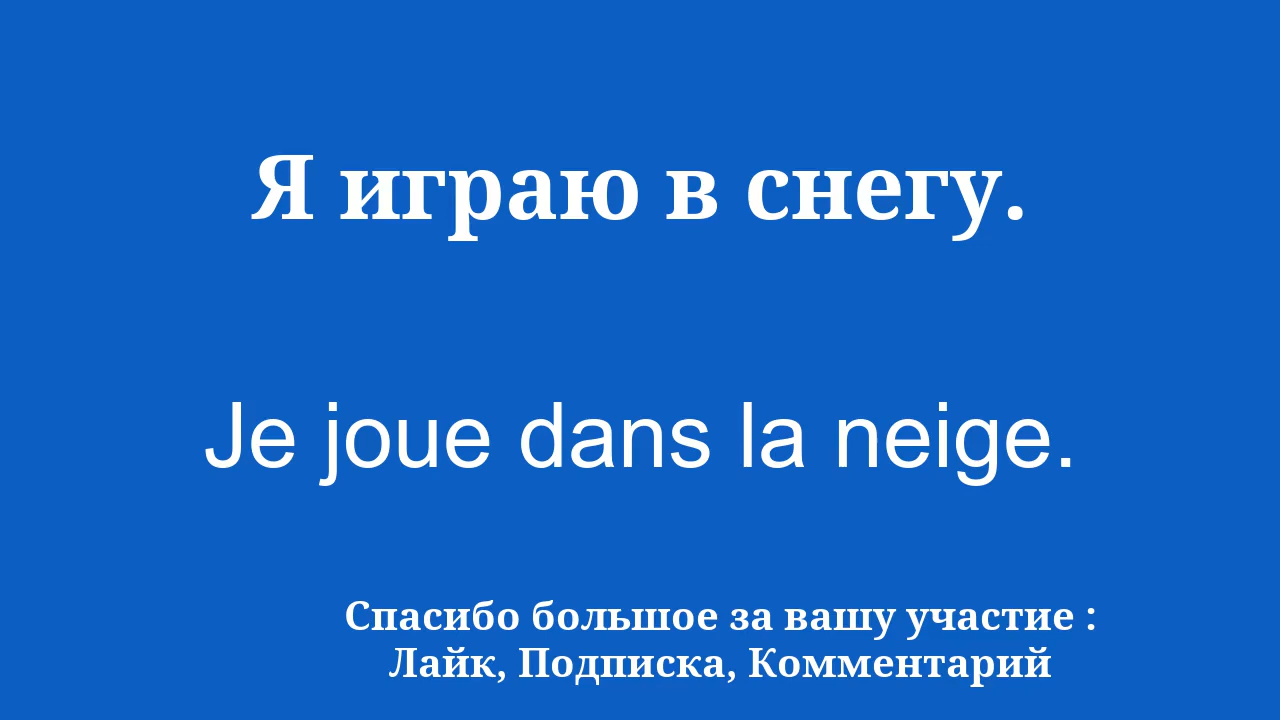 Я играю в снегу.
Je joue dans la neige.
Спасибо большое за вашу участие :
Лайк, Подписка, Комментарий